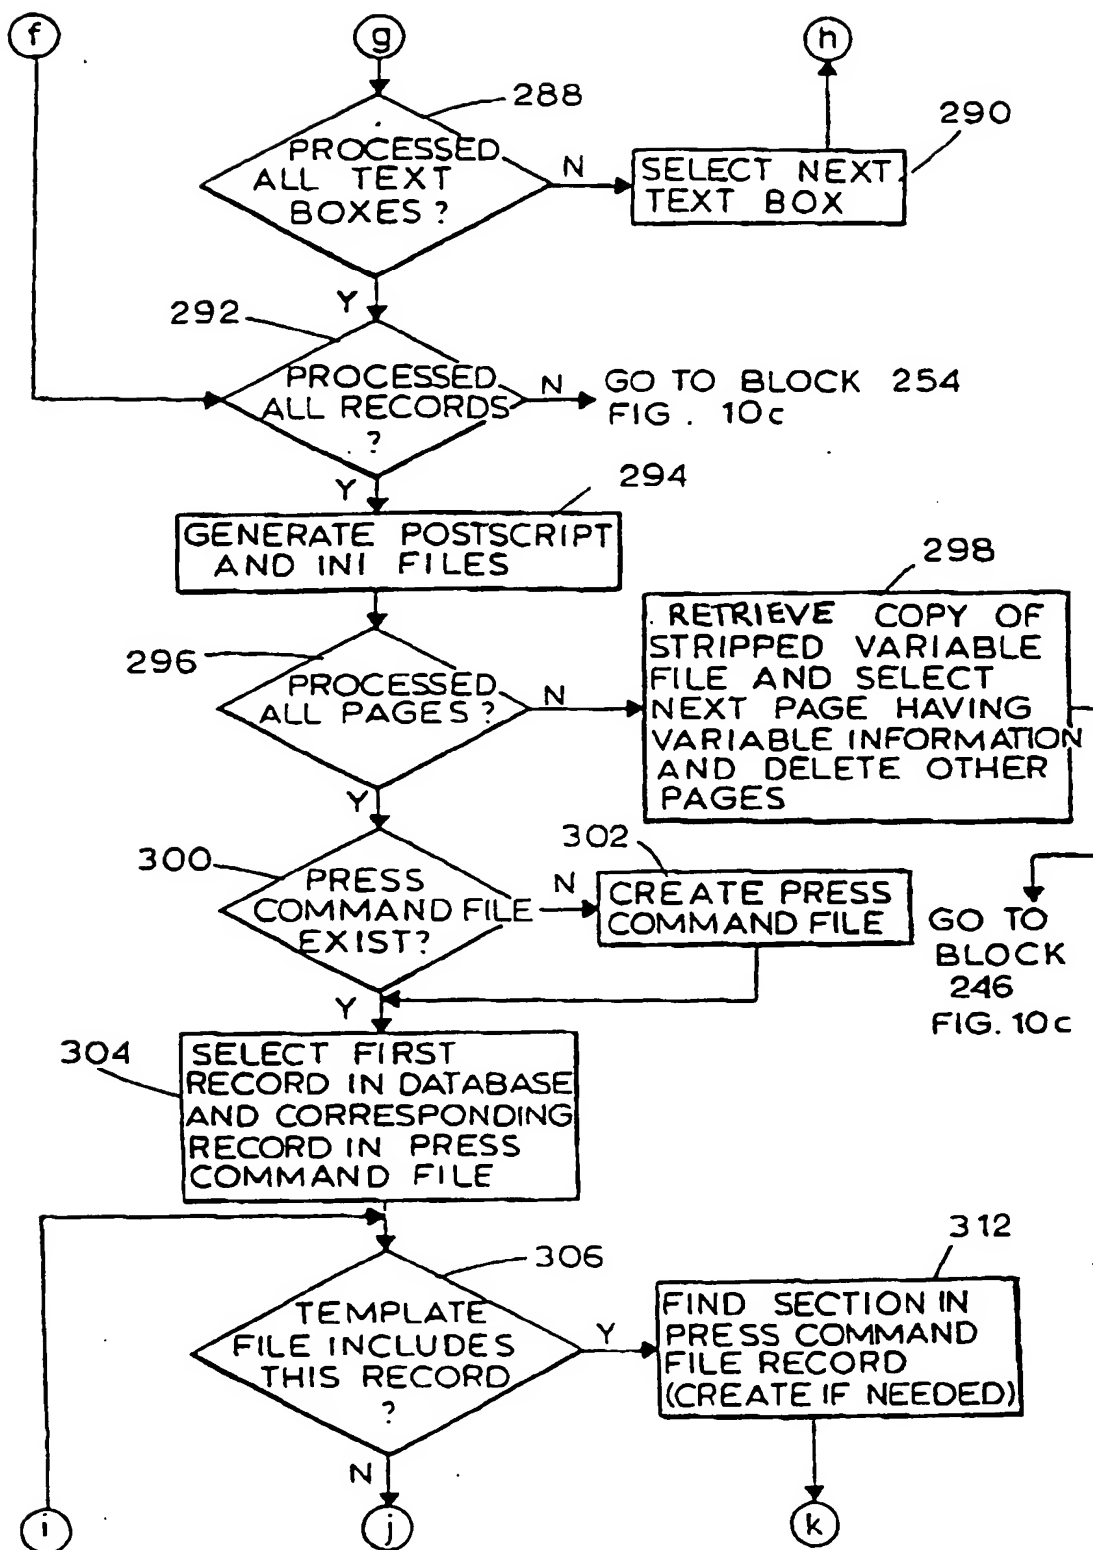 f
g
h
288
290
PROCESSED
ALL TEXT
BOXES?
N
SELECT NEXT
TEXT BOX
Y
292
PROCESSED
ALL RECORDS
?
N
GO TO BLOCK 254
FIG. 10c
Y
294
GENERATE POSTSCRIPT
AND INI FILES
298
296
PROCESSED
ALL PAGES?
N
RETRIEVE COPY OF
STRIPPED VARIABLE
FILE AND SELECT
NEXT PAGE HAVING
VARIABLE INFORMATION
AND DELETE OTHER
PAGES
Y
300
PRESS
COMMAND FILE
EXIST?
N
302
CREATE PRESS
COMMAND FILE
GO TO
BLOCK
246
FIG. 10c
Y
304
SELECT FIRST
RECORD IN DATABASE
AND CORRESPONDING
RECORD IN PRESS
COMMAND FILE
306
312
TEMPLATE
FILE INCLUDES
THIS RECORD
?
Y
FIND SECTION IN
PRESS COMMAND
FILE RECORD
(CREATE IF NEEDED)
N
i
j
k